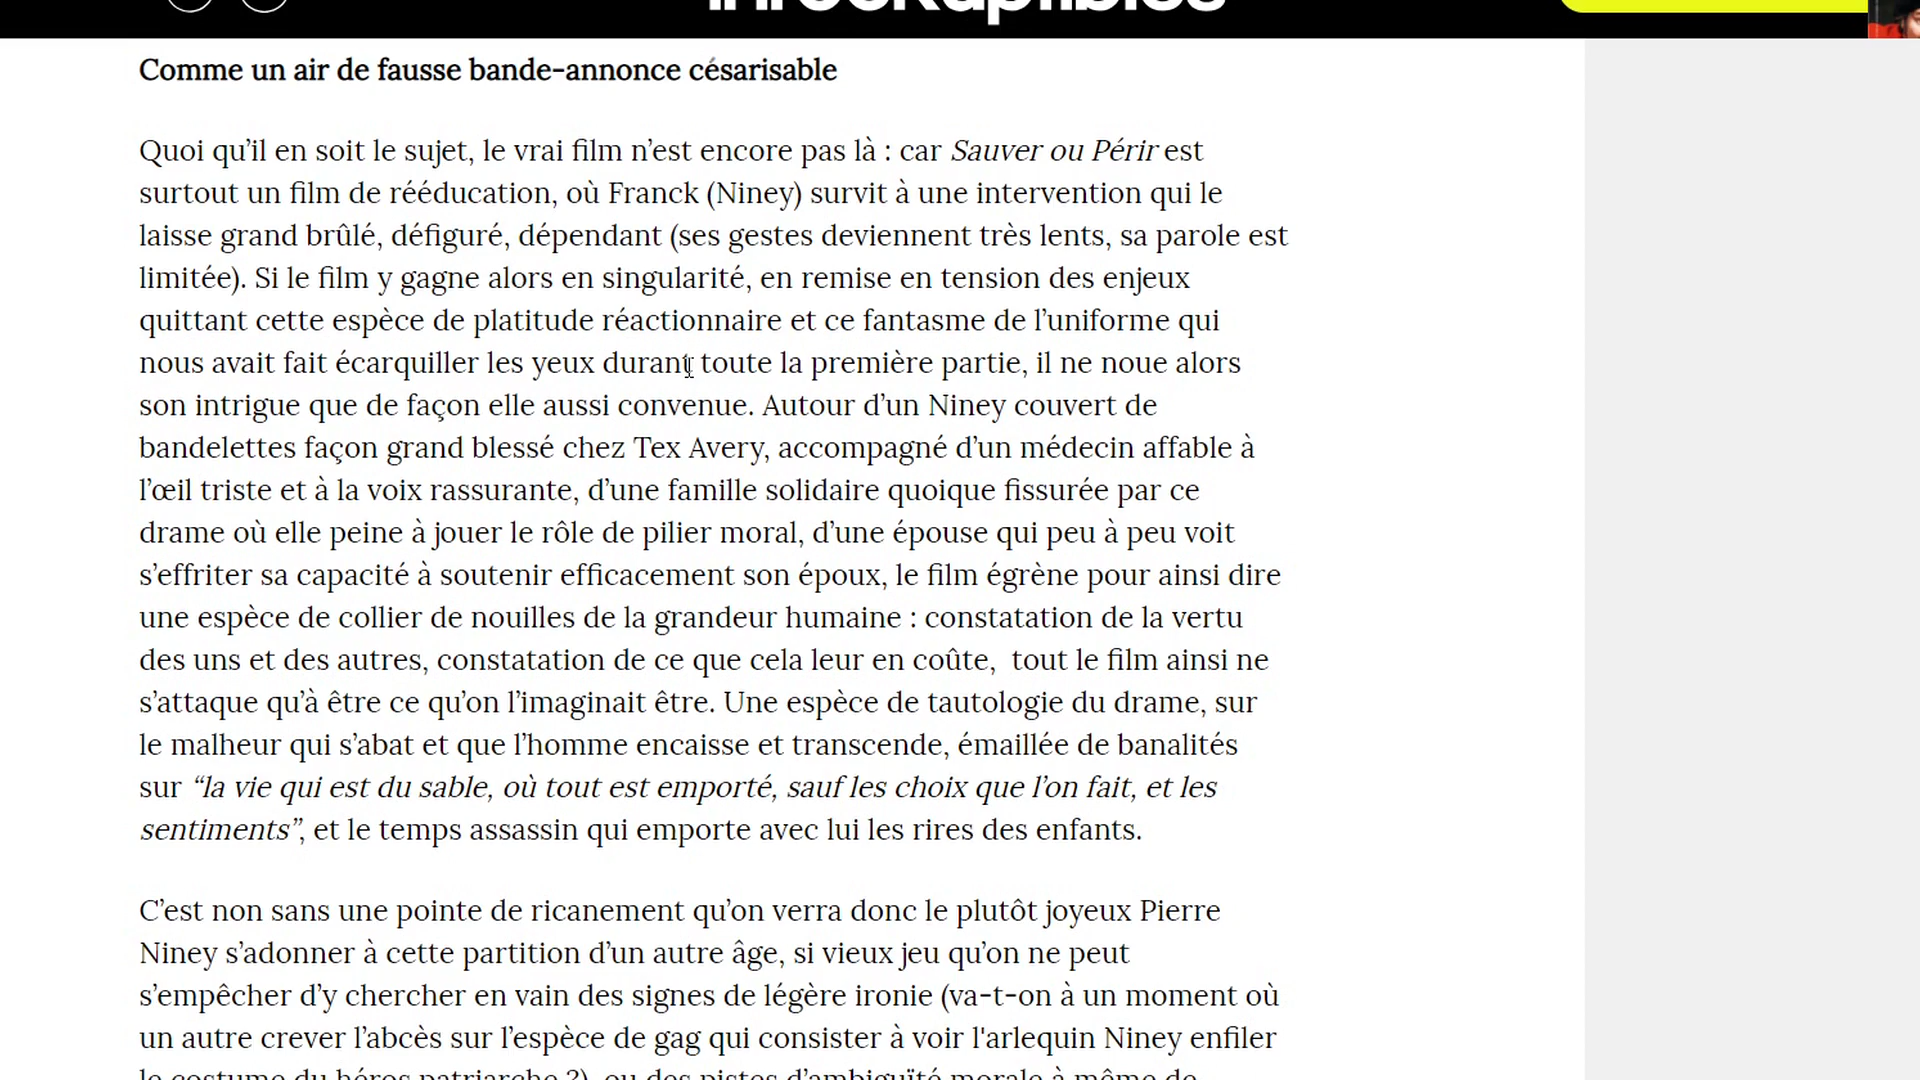 inrocKuptibles
Comme un air de fausse bande-annonce césarisable
Quoi qu’il en soit le sujet, le vrai film n’est encore pas là : car Sauver ou Périr est
surtout un film de rééducation, où Franck (Niney) survit à une intervention qui le
laisse grand brûlé, défiguré, dépendant (ses gestes deviennent très lents, sa parole est
limitée). Si le film y gagne alors en singularité, en remise en tension des enjeux
quittant cette espèce de platitude réactionnaire et ce fantasme de l’uniforme qui
nous avait fait écarquiller les yeux durant toute la première partie, il ne noue alors
son intrigue que de façon elle aussi convenue. Autour d’un Niney couvert de
bandelettes façon grand blessé chez Tex Avery, accompagné d’un médecin affable à
l’œil triste et à la voix rassurante, d’une famille solidaire quoique fissurée par ce
drame où elle peine à jouer le rôle de pilier moral, d’une épouse qui peu à peu voit
s’effriter sa capacité à soutenir efficacement son époux, le film égrène pour ainsi dire
une espèce de collier de nouilles de la grandeur humaine : constatation de la vertu
des uns et des autres, constatation de ce que cela leur en coûte,  tout le film ainsi ne
s’attaque qu’à être ce qu’on l’imaginait être. Une espèce de tautologie du drame, sur
le malheur qui s’abat et que l’homme encaisse et transcende, émaillée de banalités
sur “la vie qui est du sable, où tout est emporté, sauf les choix que l’on fait, et les
sentiments”, et le temps assassin qui emporte avec lui les rires des enfants.
C’est non sans une pointe de ricanement qu’on verra donc le plutôt joyeux Pierre
Niney s’adonner à cette partition d’un autre âge, si vieux jeu qu’on ne peut
s’empêcher d’y chercher en vain des signes de légère ironie (va-t-on à un moment où
un autre crever l’abcès sur l’espèce de gag qui consister à voir l'arlequin Niney enfiler
le costume du héros patriarche ?), ou des pistes d’ambiguïté morale à même de